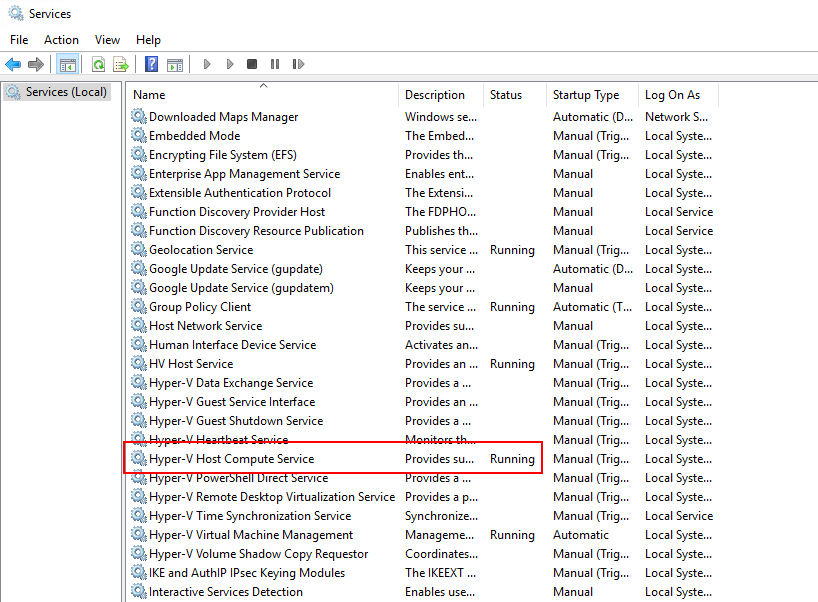 Services
File Action View Help
Services (Local)
Name Description Status Startup Type Log On As
Downloaded Maps Manager Windows se... Automatic (D... Network S...
Embedded Mode The Embed... Manual (Trig... Local Syste...
Encrypting File System (EFS) Provides th... Manual (Trig... Local Syste...
Enterprise App Management Service Enables ent... Manual Local Syste...
Extensible Authentication Protocol The Extensi... Manual Local Syste...
Function Discovery Provider Host The FDPHO... Manual Local Service
Function Discovery Resource Publication Publishes th... Manual Local Service
Geolocation Service This service ... Running Manual (Trig... Local Syste...
Google Update Service (gupdate) Keeps your ... Automatic (D... Local Syste...
Google Update Service (gupdatem) Keeps your ... Manual Local Syste...
Group Policy Client The service ... Running Automatic (T... Local Syste...
Host Network Service Provides su... Manual Local Syste...
Human Interface Device Service Activates an... Manual (Trig... Local Syste...
HV Host Service Provides an ... Running Manual (Trig... Local Syste...
Hyper-V Data Exchange Service Provides a ... Manual (Trig... Local Syste...
Hyper-V Guest Service Interface Provides an ... Manual (Trig... Local Syste...
Hyper-V Guest Shutdown Service Provides a ... Manual (Trig... Local Syste...
Hyper-V Heartbeat Service Monitors th... Manual (Trig... Local Syste...
Hyper-V Host Compute Service Provides su... Running Manual (Trig... Local Syste...
Hyper-V PowerShell Direct Service Provides a ... Manual (Trig... Local Syste...
Hyper-V Remote Desktop Virtualization Service Provides a p... Manual (Trig... Local Syste...
Hyper-V Time Synchronization Service Synchronize... Manual (Trig... Local Service
Hyper-V Virtual Machine Management Manageme... Running Automatic Local Syste...
Hyper-V Volume Shadow Copy Requestor Coordinates... Manual (Trig... Local Syste...
IKE and AuthIP IPsec Keying Modules The IKEEXT ... Manual (Trig... Local Syste...
Interactive Services Detection Enables use... Manual Local Syste...